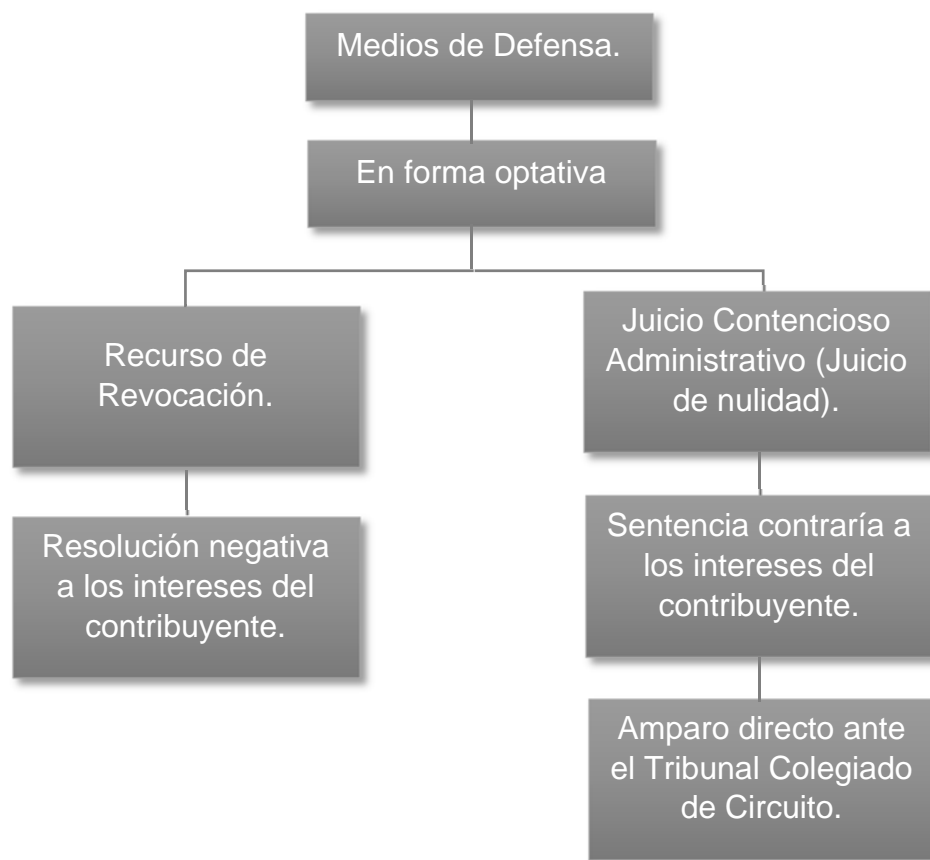 Medios de Defensa.
En forma optativa
Recurso de
Revocación.
Resolución negativa
a los intereses del
contribuyente.
Juicio Contencioso
Administrativo (Juicio
de nulidad).
Sentencia contraría a
los intereses del
contribuyente.
Amparo directo ante
el Tribunal Colegiado
de Circuito.